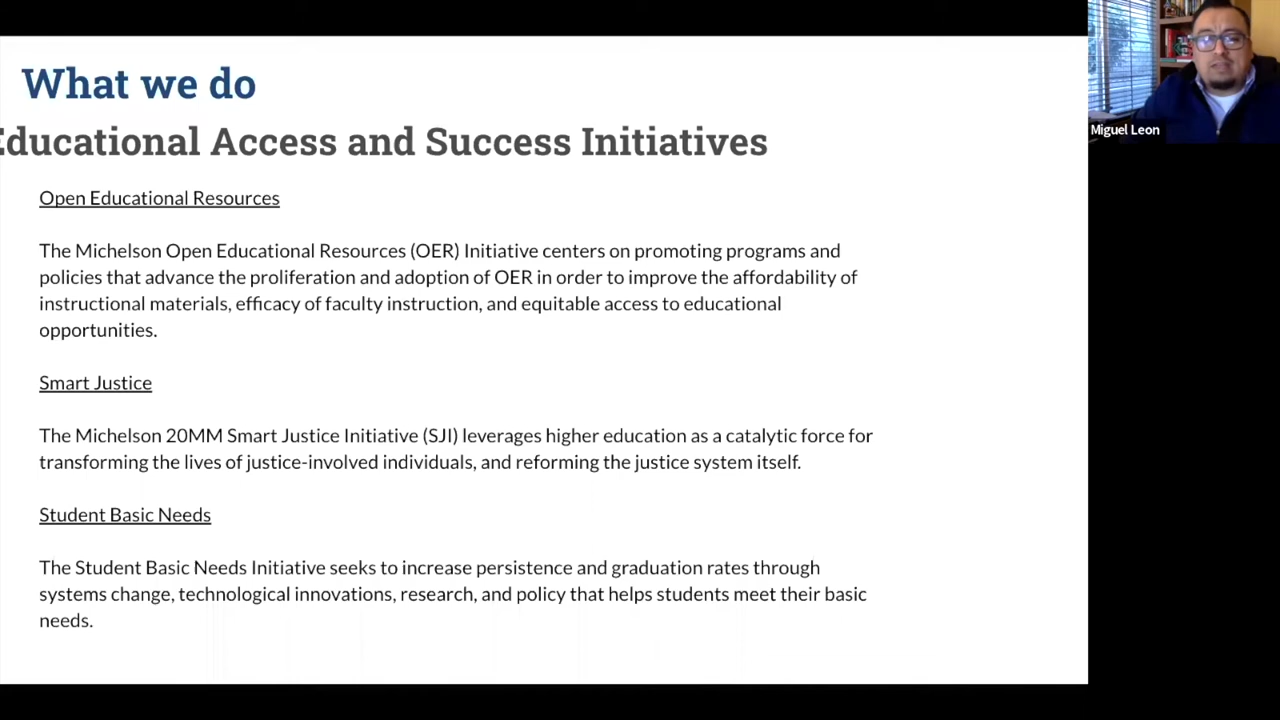 What we do
Educational Access and Success Initiatives
Open Educational Resources
The Michelson Open Educational Resources (OER) Initiative centers on promoting programs and
policies that advance the proliferation and adoption of OER in order to improve the affordability of
instructional materials, efficacy of faculty instruction, and equitable access to educational
opportunities.
Smart Justice
The Michelson 20MM Smart Justice Initiative (SJI) leverages higher education as a catalytic force for
transforming the lives of justice-involved individuals, and reforming the justice system itself.
Student Basic Needs
The Student Basic Needs Initiative seeks to increase persistence and graduation rates through
systems change, technological innovations, research, and policy that helps students meet their basic
needs.
Miguel Leon